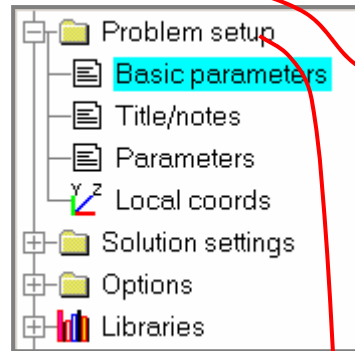 Problem setup
Basic parameters
Title/notes
Parameters
Y Z
Local coords
Solution settings
Options
Libraries